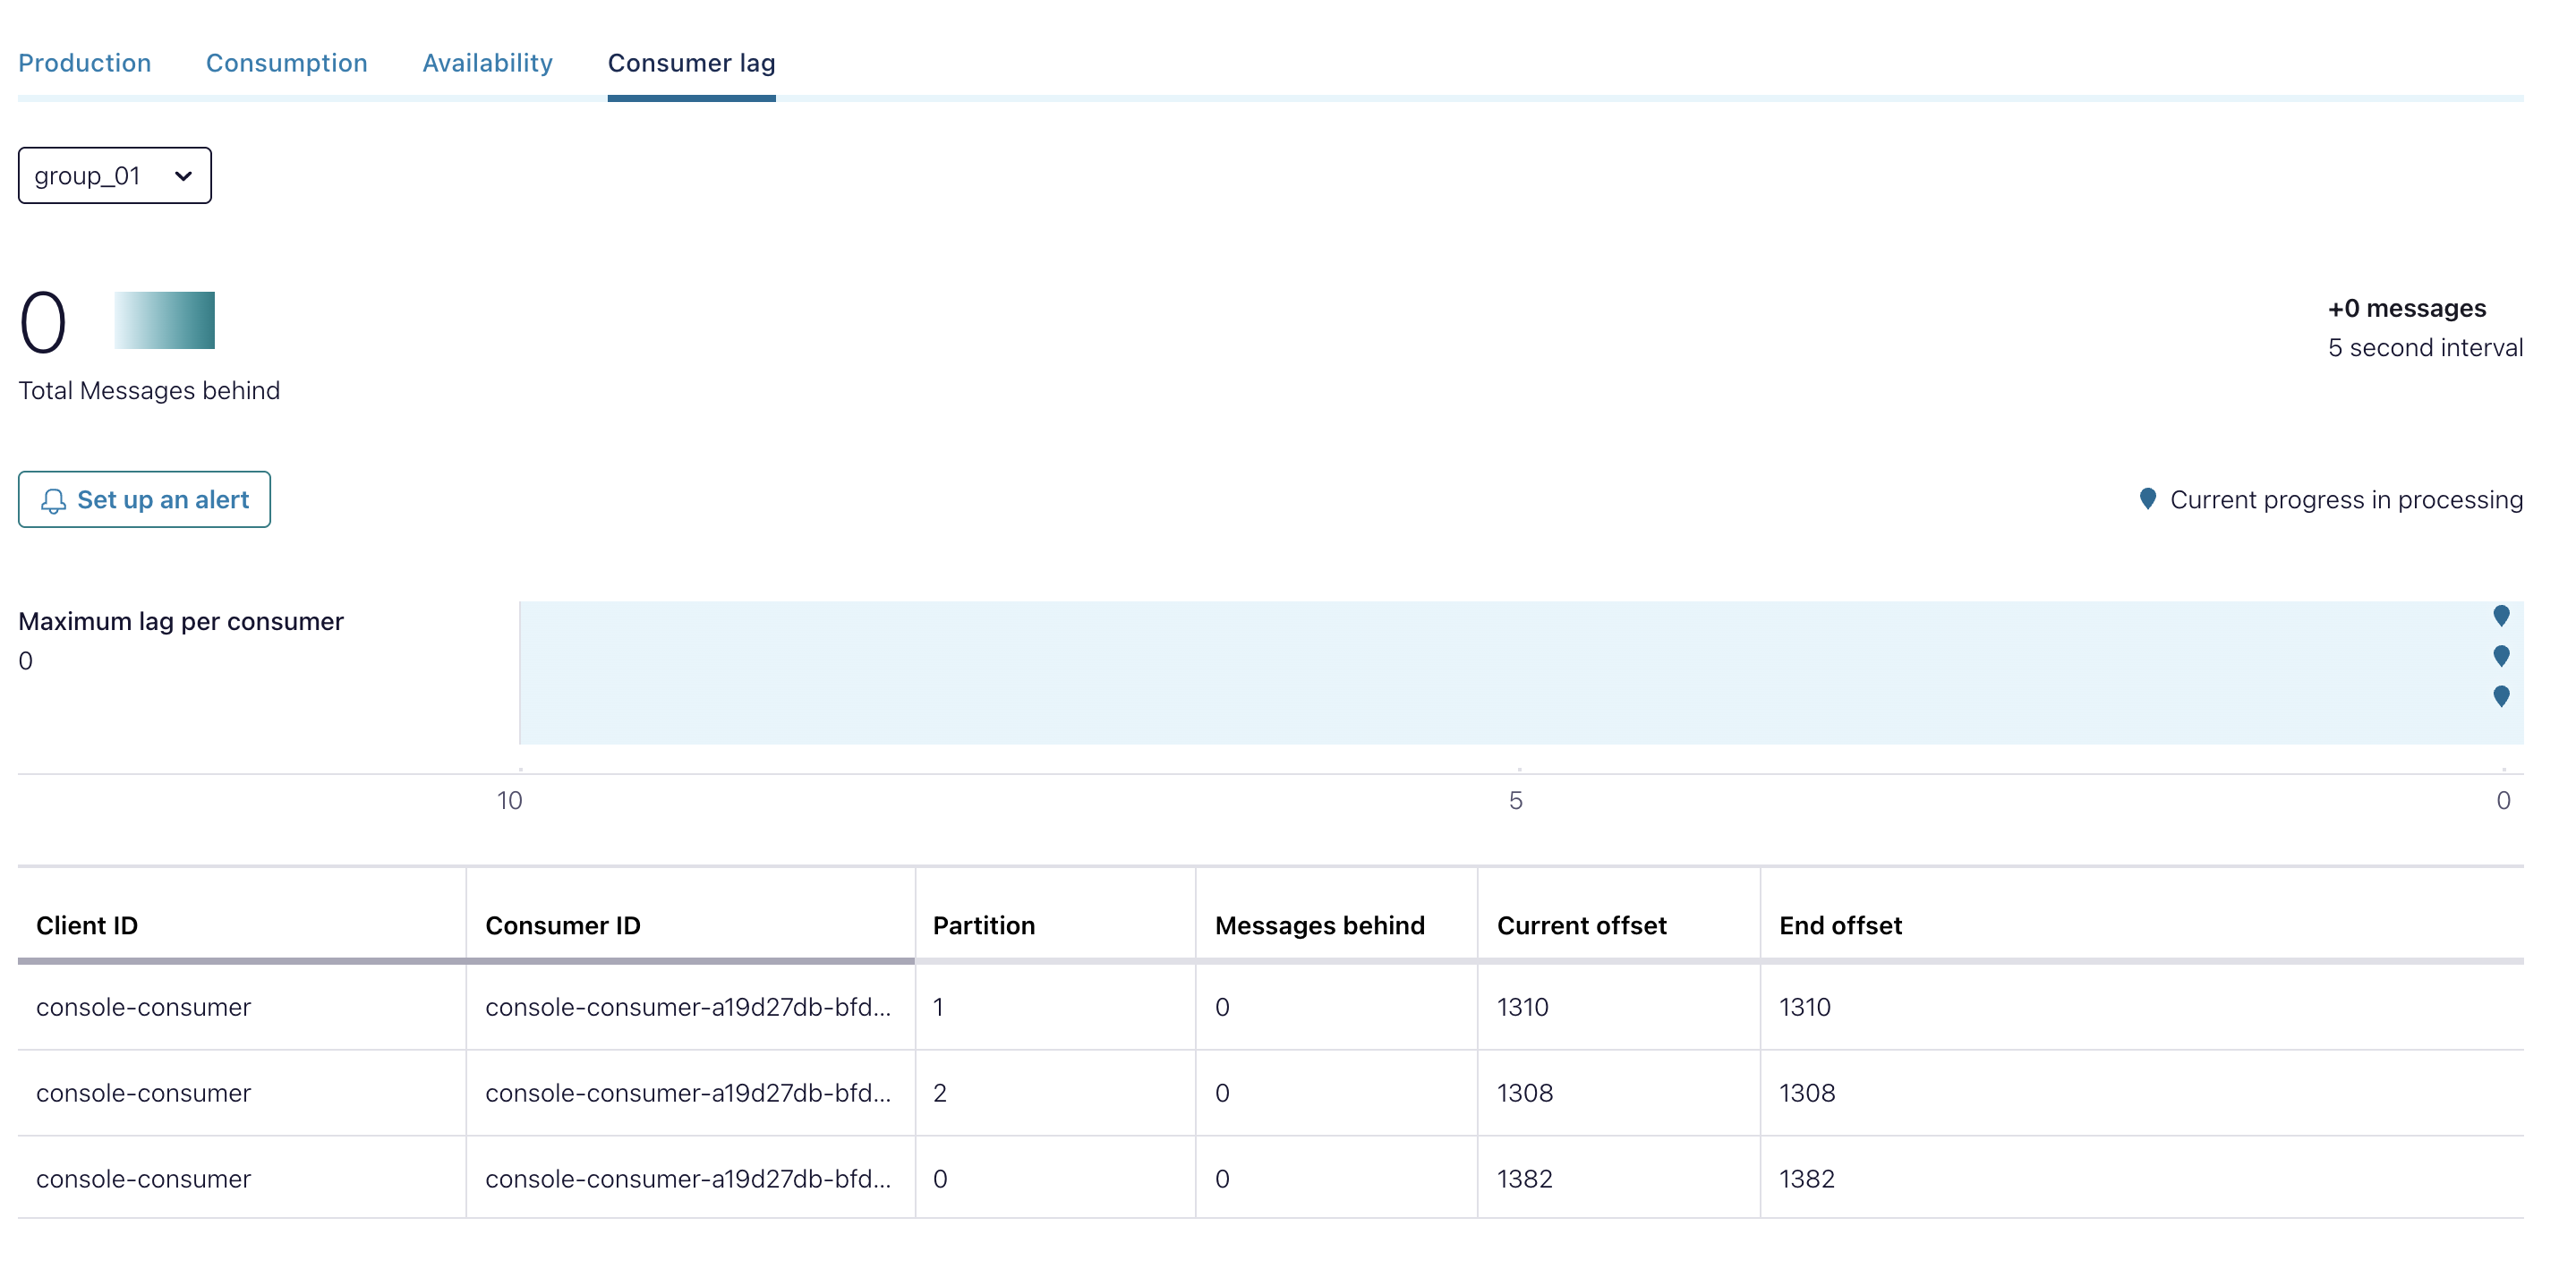 Production Consumption Availability Consumer lag
group_01
0
Total Messages behind
+0 messages
5 second interval
Set up an alert
Current progress in processing
Maximum lag per consumer
0
10 5 0
Client ID Consumer ID Partition Messages behind Current offset End offset
console-consumer console-consumer-a19d27db-bfd... 1 0 1310 1310
console-consumer console-consumer-a19d27db-bfd... 2 0 1308 1308
console-consumer console-consumer-a19d27db-bfd... 0 0 1382 1382